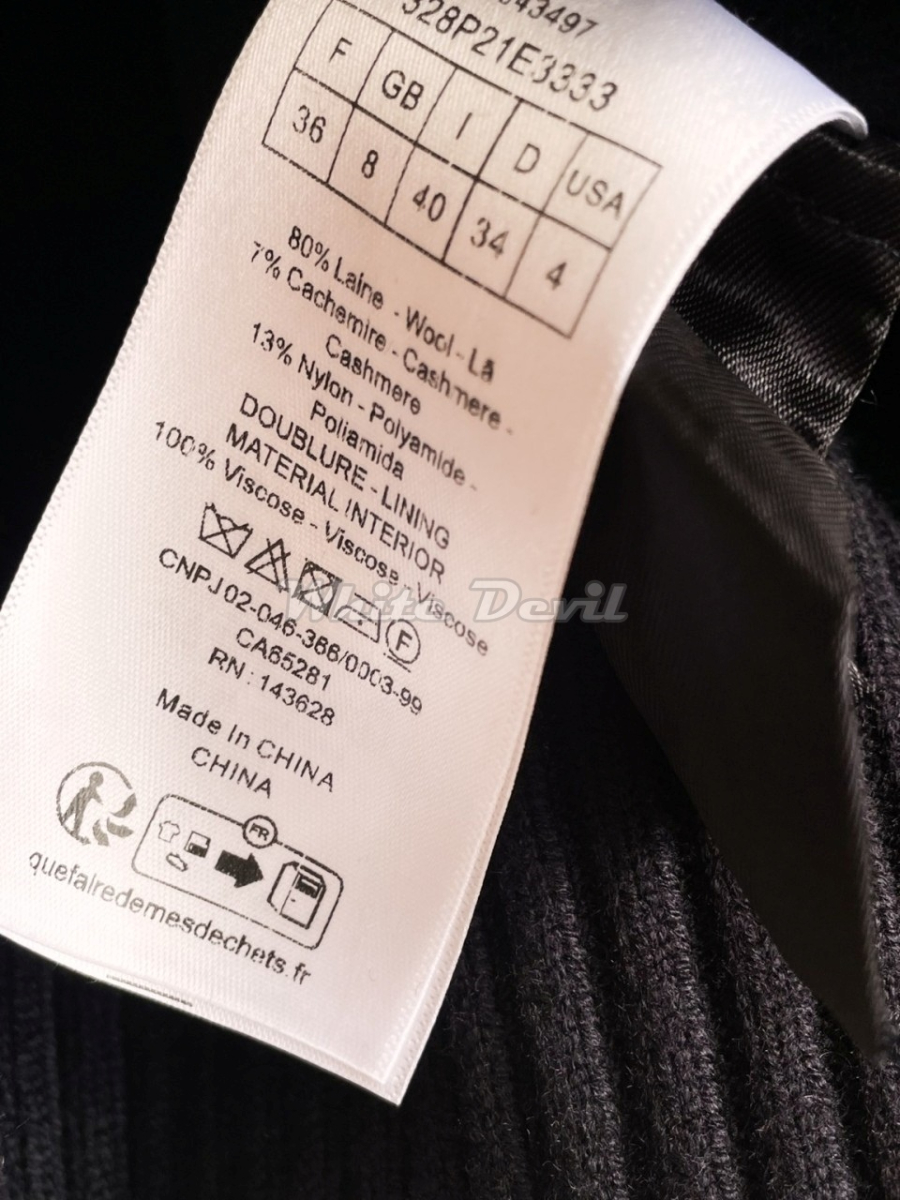 328P21E3333
F GB I D USA
36 8 40 34 4
80% Laine - Wool - Lã
7% Cachemire - Cashmere -
Cashmere
13% Nylon - Polyamide -
Poliamida
DOUBLURE - LINING
MATERIAL INTERIOR
100% Viscose - Viscose - Viscose
F
White Devil
CNPJ 02-046-386/0003-99
CA65281
RN : 143628
Made In CHINA
CHINA
FR
quefairedemesdechets.fr